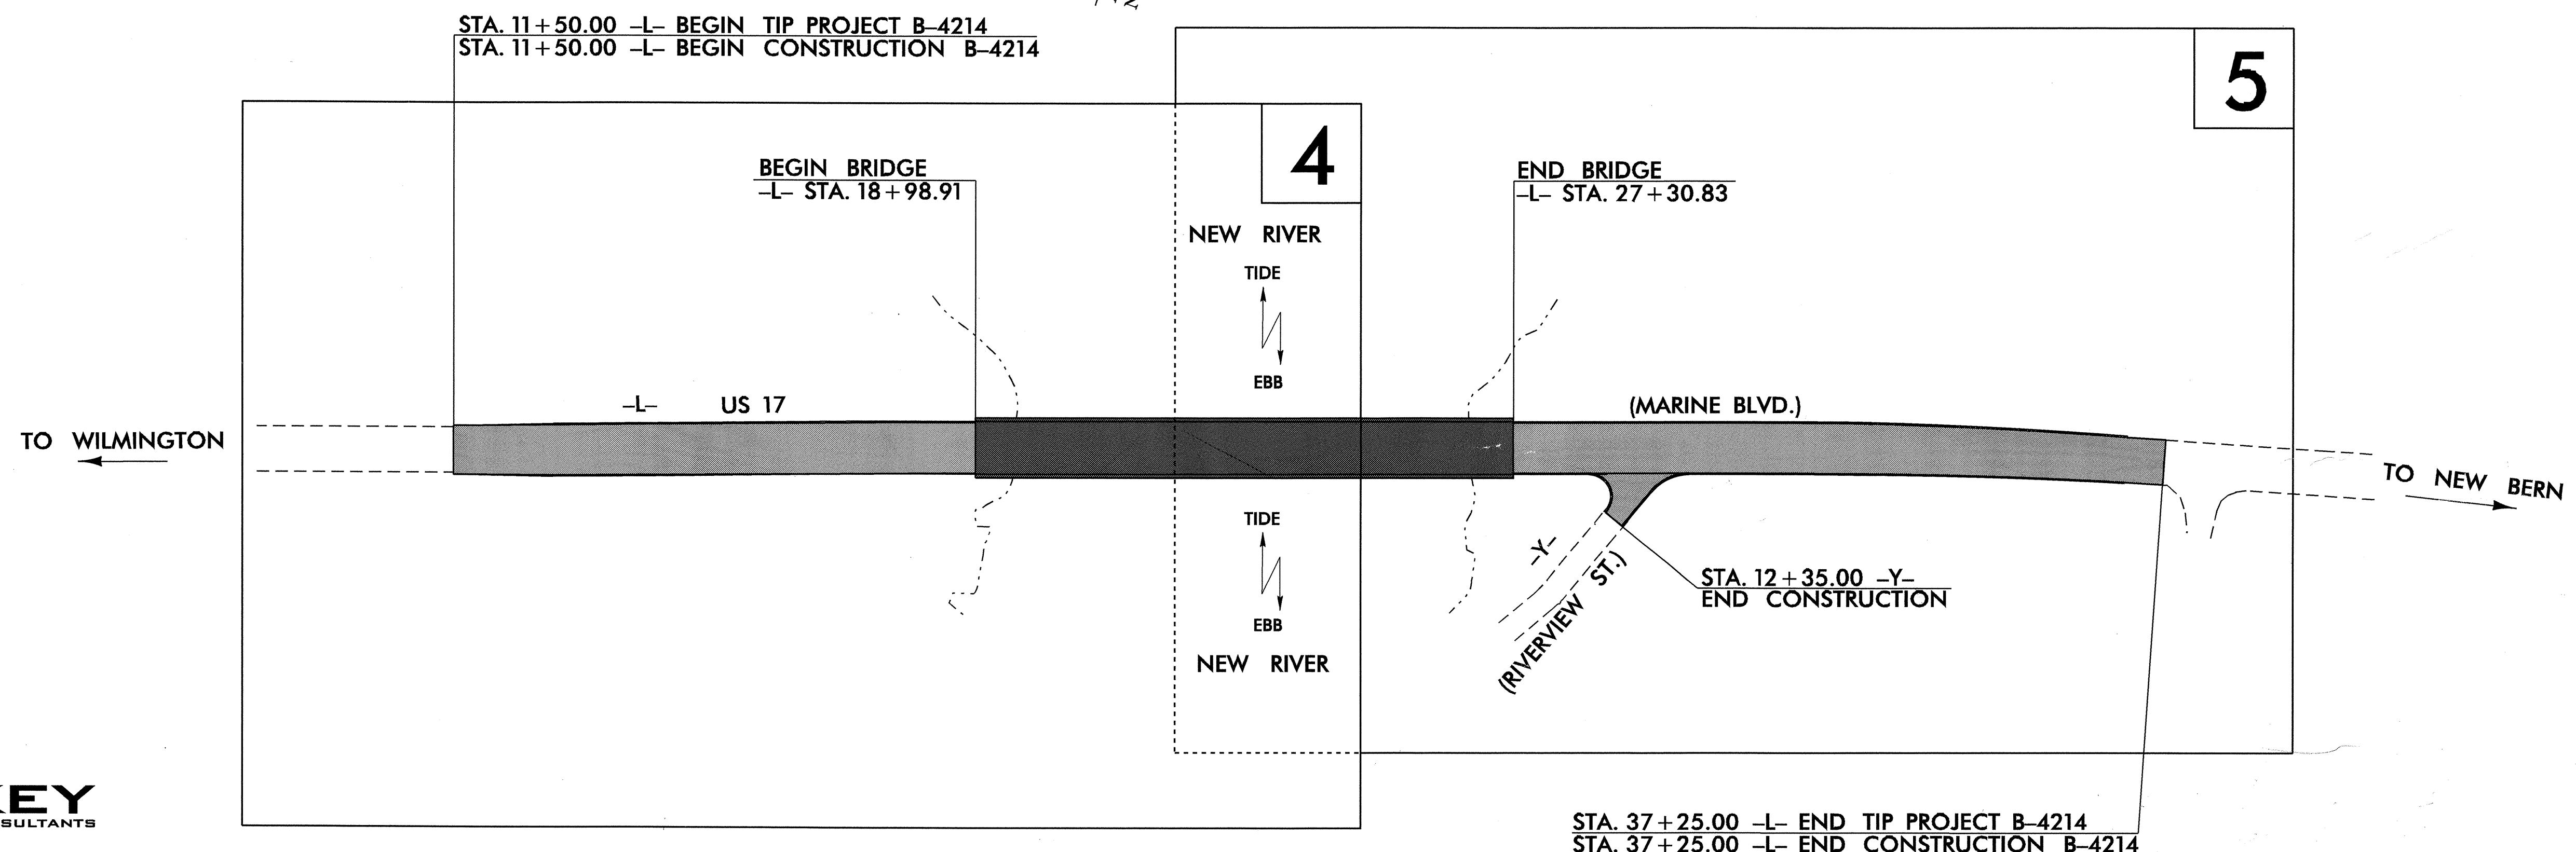 STA. 11+50.00 –L– BEGIN TIP PROJECT B–4214
STA. 11+50.00 –L– BEGIN CONSTRUCTION B–4214
5
4
BEGIN BRIDGE
–L– STA. 18+98.91
END BRIDGE
–L– STA. 27+30.83
NEW RIVER
TIDE
EBB
–L– US 17
(MARINE BLVD.)
TO WILMINGTON
TO NEW BERN
TIDE
EBB
NEW RIVER
–Y–
(RIVERVIEW ST.)
STA. 12+35.00 –Y–
END CONSTRUCTION
STA. 37+25.00 –L– END TIP PROJECT B–4214
STA. 37+25.00 –L– END CONSTRUCTION B–4214